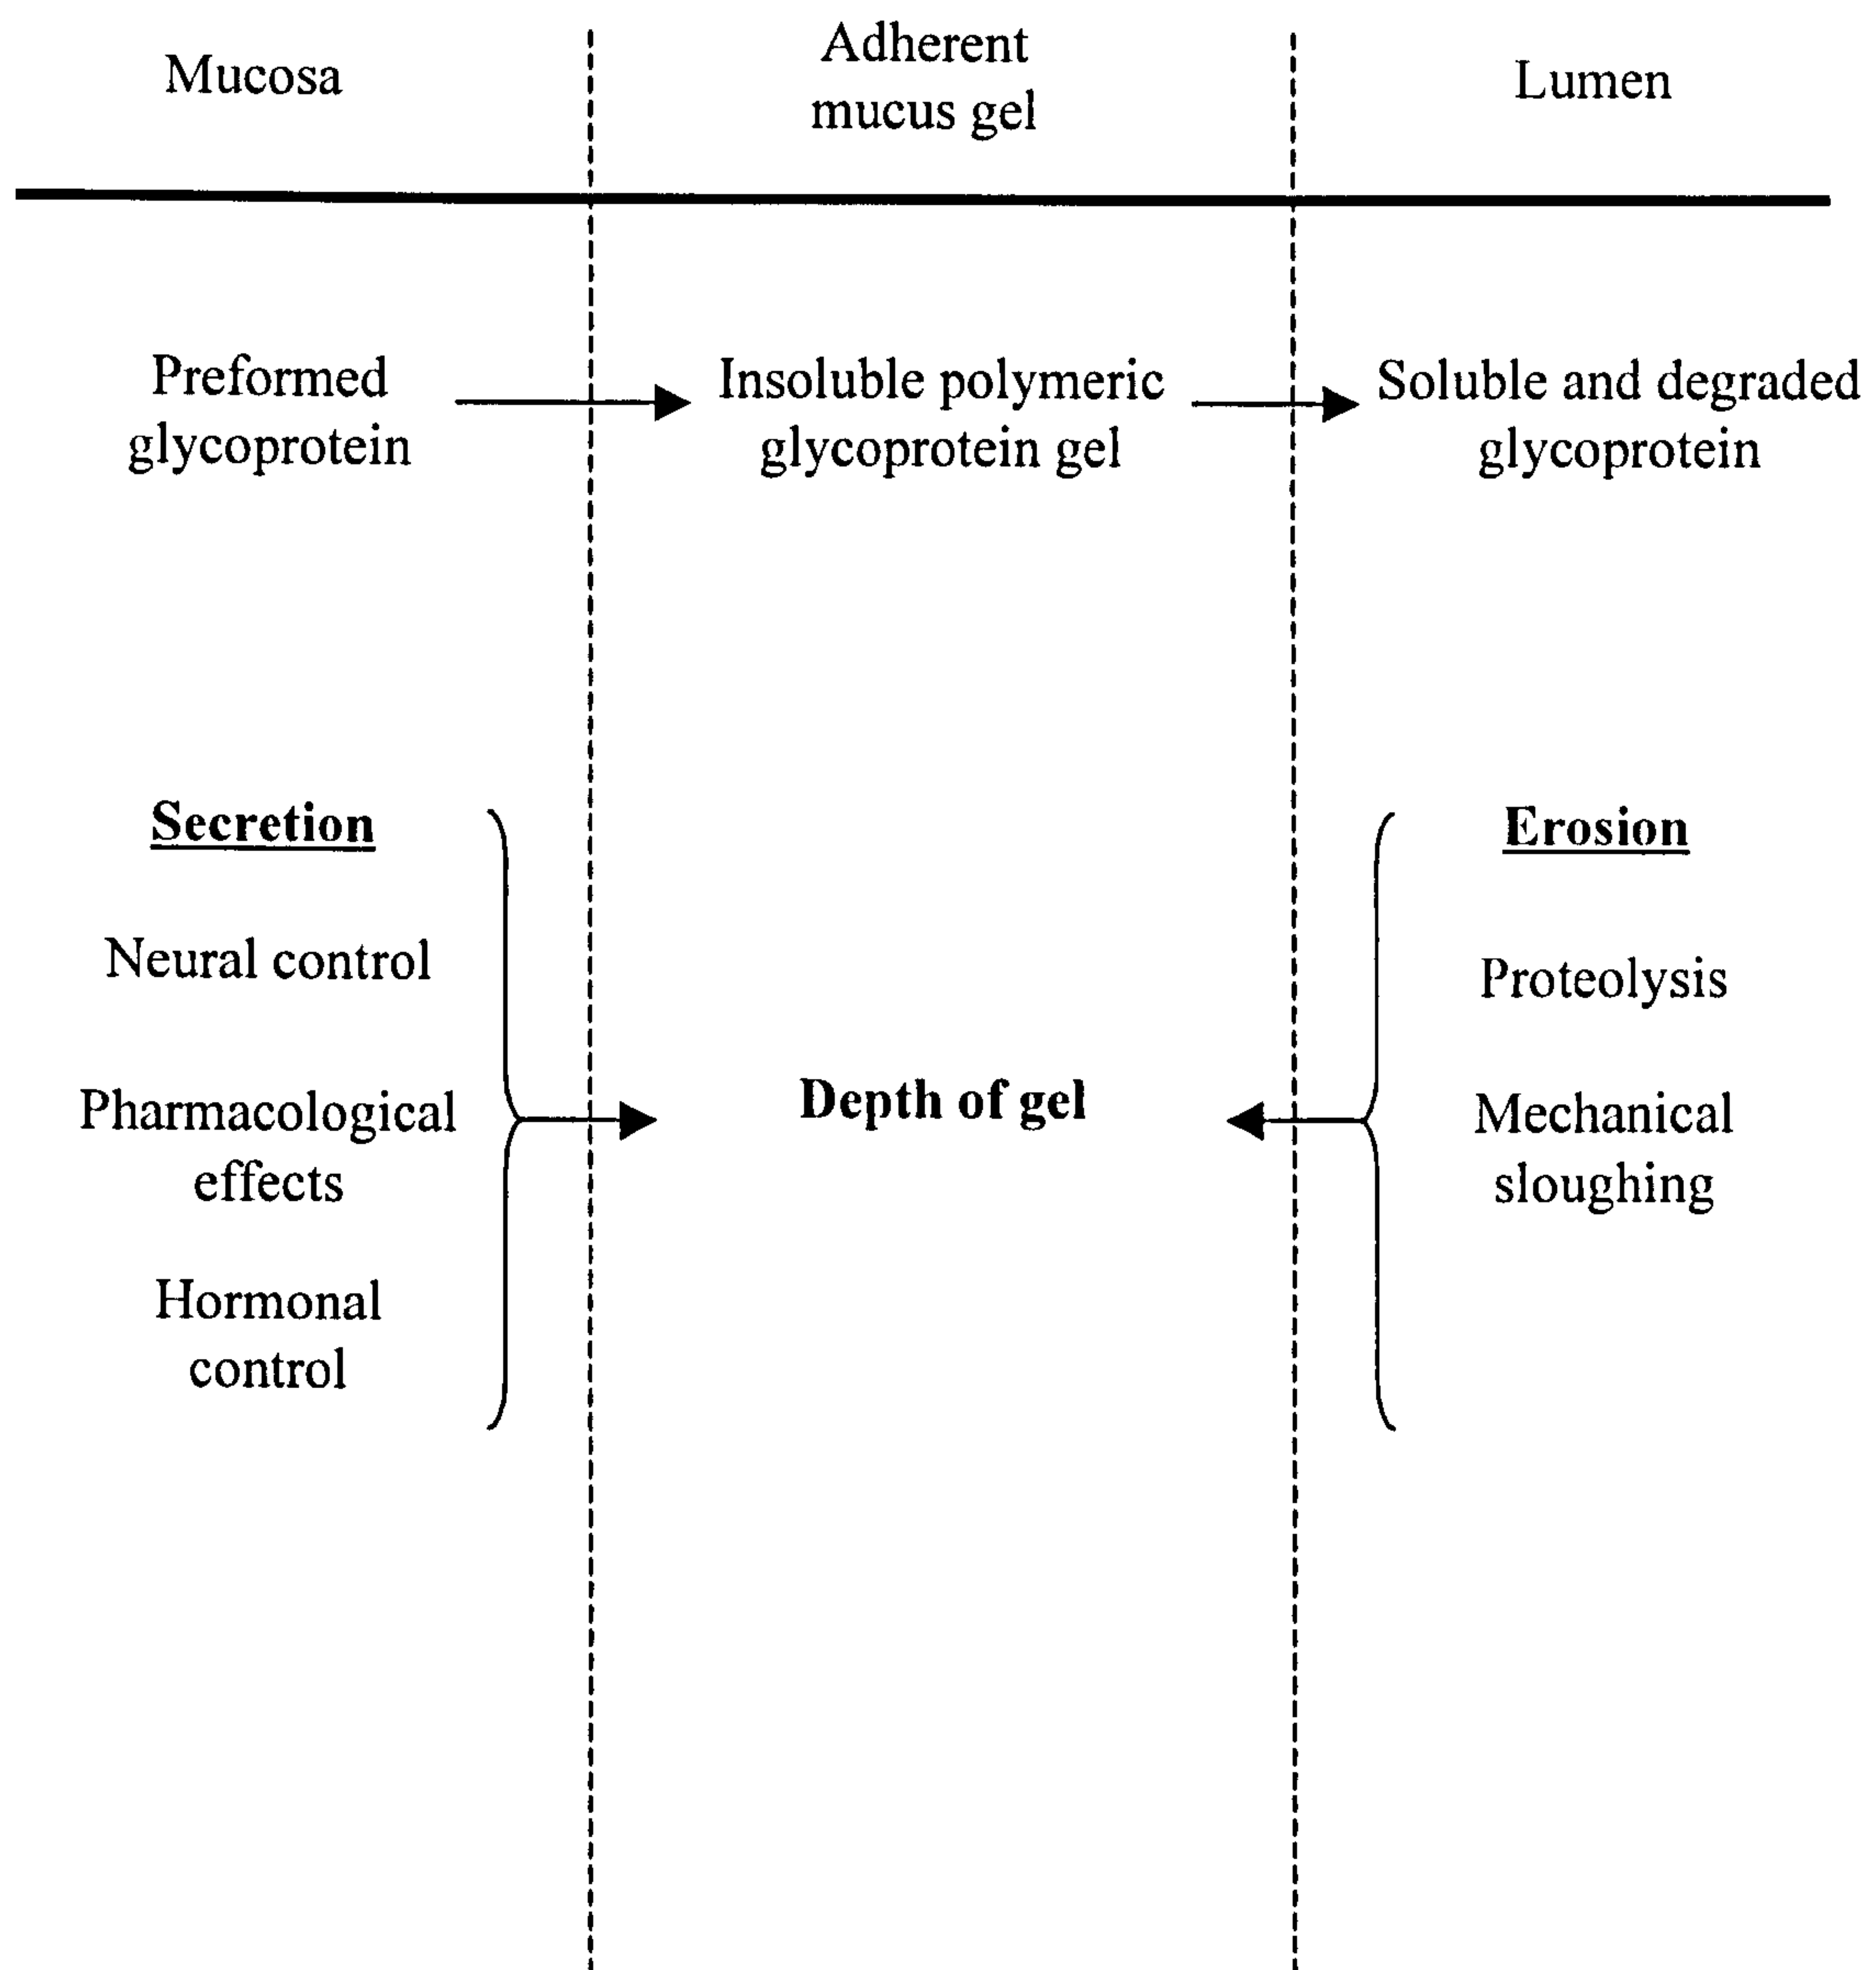 Mucosa
Adherent
mucus gel
Lumen
Preformed
glycoprotein
Insoluble polymeric
glycoprotein gel
Soluble and degraded
glycoprotein
Secretion
Neural control
Pharmacological
effects
Hormonal
control
Depth of gel
Erosion
Proteolysis
Mechanical
sloughing